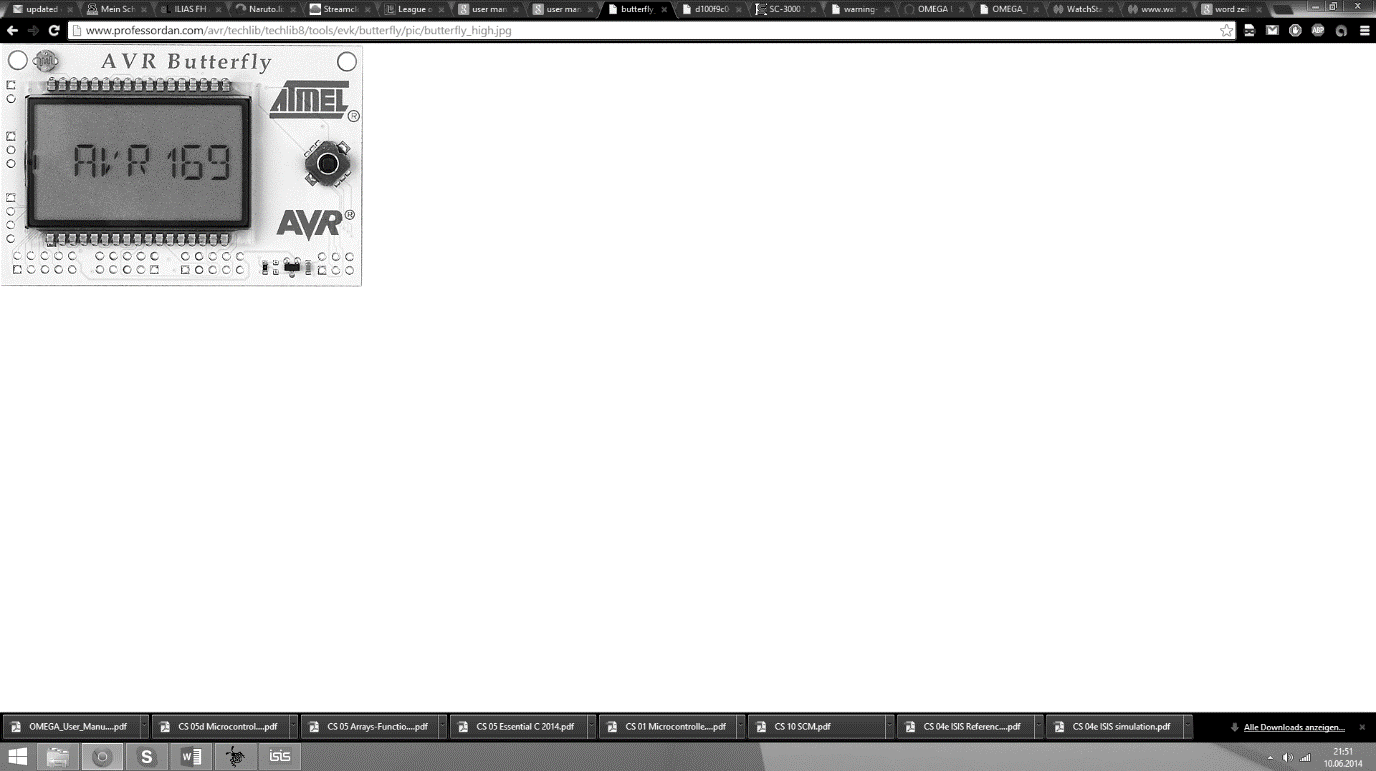 updated
Mein Sch
ILIAS FH
Naruto.li
Streamcl
League o
user man
user man
butterfly
d100f9c0
SC-3000
warning-
OMEGA
OMEGA_
WatchSta
www.wat
word zeil
www.professordan.com/avr/techlib/techlib8/tools/evk/butterfly/pic/butterfly_high.jpg
ABP
AVR Butterfly
ATMEL ®
AVR 169
AVR ®
OMEGA_User_Manu....pdf
CS 05d Microcontrol....pdf
CS 05 Arrays-Functio....pdf
CS 05 Essential C 2014.pdf
CS 01 Microcontrolle....pdf
CS 10 SCM.pdf
CS 04e ISIS Referenc....pdf
CS 04e ISIS simulation.pdf
Alle Downloads anzeigen...
isis
21:51
10.06.2014